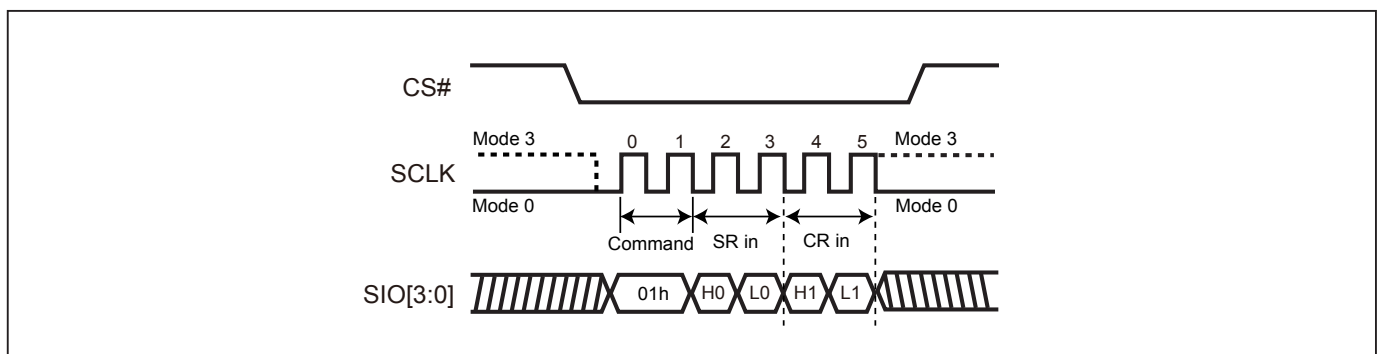 CS#
Mode 3 0 1 2 3 4 5 Mode 3
SCLK
Mode 0 Mode 0
Command SR in CR in
SIO[3:0] 01h H0 L0 H1 L1